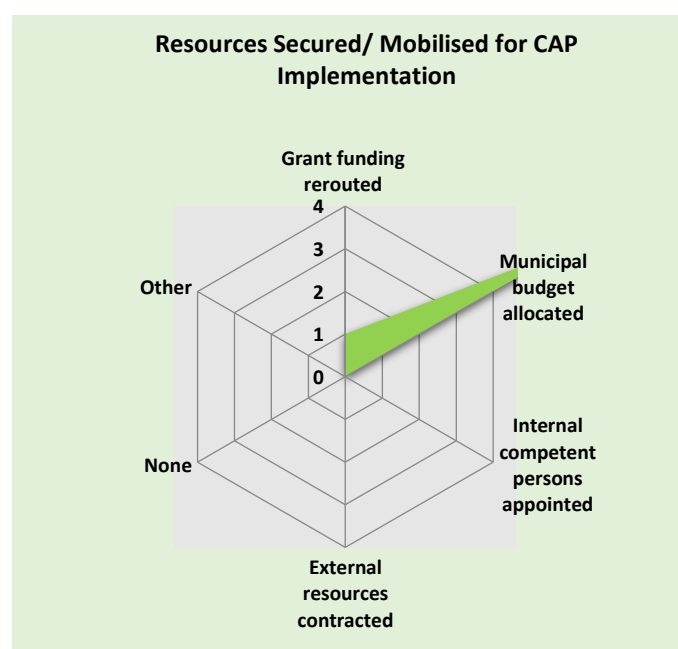 Resources Secured/ Mobilised for CAP
Implementation
Grant funding
rerouted
4
3
2
1
0
Municipal
budget
allocated
Internal
competent
persons
appointed
External
resources
contracted
None
Other